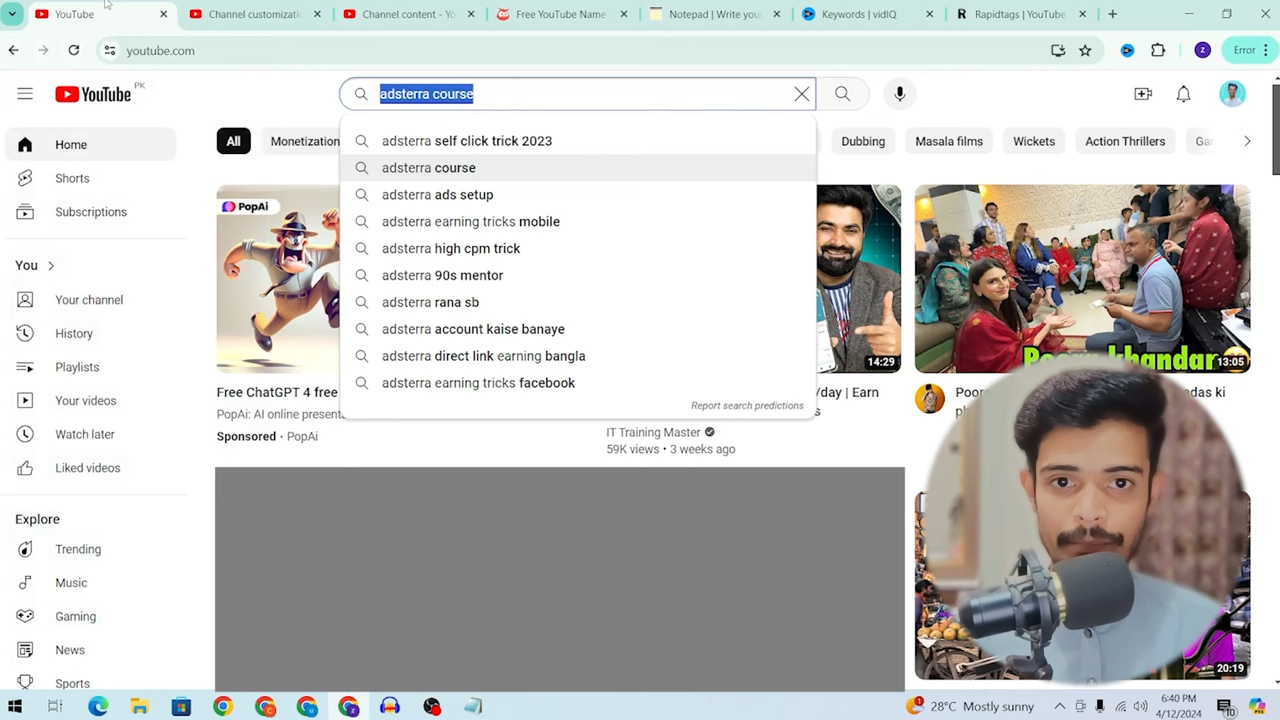 YouTube
Channel customizatio
Channel content - Yo
Free YouTube Name
Notepad | Write your
Keywords | vidIQ
Rapidtags | YouTube
youtube.com
Z
Error
YouTube PK
adsterra course
All
Monetization
Dubbing
Masala films
Wickets
Action Thrillers
Ga
adsterra self click trick 2023
adsterra course
adsterra ads setup
adsterra earning tricks mobile
adsterra high cpm trick
adsterra 90s mentor
adsterra rana sb
adsterra account kaise banaye
adsterra direct link earning bangla
adsterra earning tricks facebook
Report search predictions
Home
Shorts
Subscriptions
You
Your channel
History
Playlists
Your videos
Watch later
Liked videos
Explore
Trending
Music
Gaming
News
Sports
PopAi
14:29
13:05
Free ChatGPT 4 free
PopAi: AI online present
Sponsored · PopAi
/day | Earn
IT Training Master
59K views • 3 weeks ago
20:19
28°C Mostly sunny
6:40 PM
4/12/2024
10